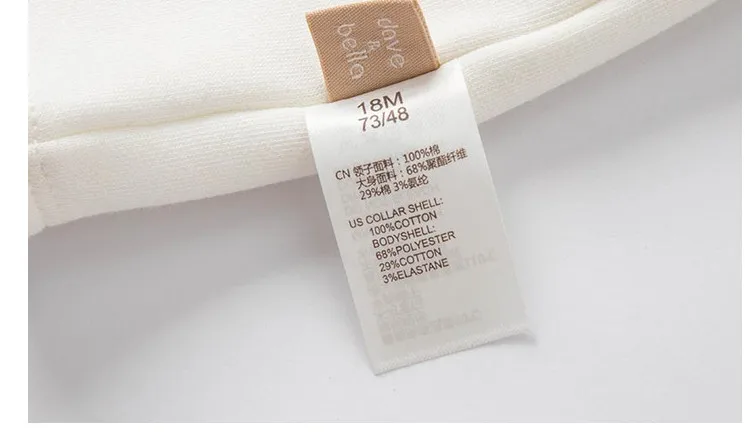 dave
&
bella
18M
73/48
CN 领子面料：100%棉
大身面料：68%聚酯纤维
29%棉 3%氨纶
US COLLAR SHELL:
100%COTTON
BODYSHELL:
68%POLYESTER
29%COTTON
3%ELASTANE